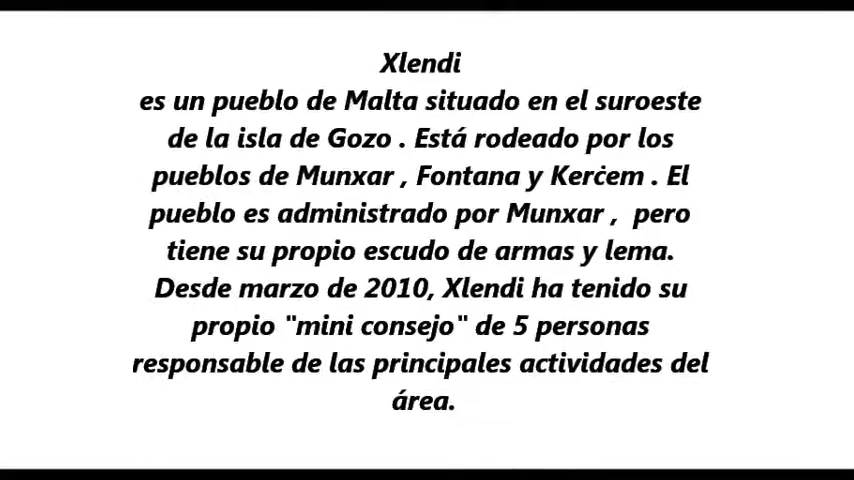 Xlendi
es un pueblo de Malta situado en el suroeste
de la isla de Gozo . Está rodeado por los
pueblos de Munxar , Fontana y Kerċem . El
pueblo es administrado por Munxar ,  pero
tiene su propio escudo de armas y lema.
Desde marzo de 2010, Xlendi ha tenido su
propio "mini consejo" de 5 personas
responsable de las principales actividades del
área.